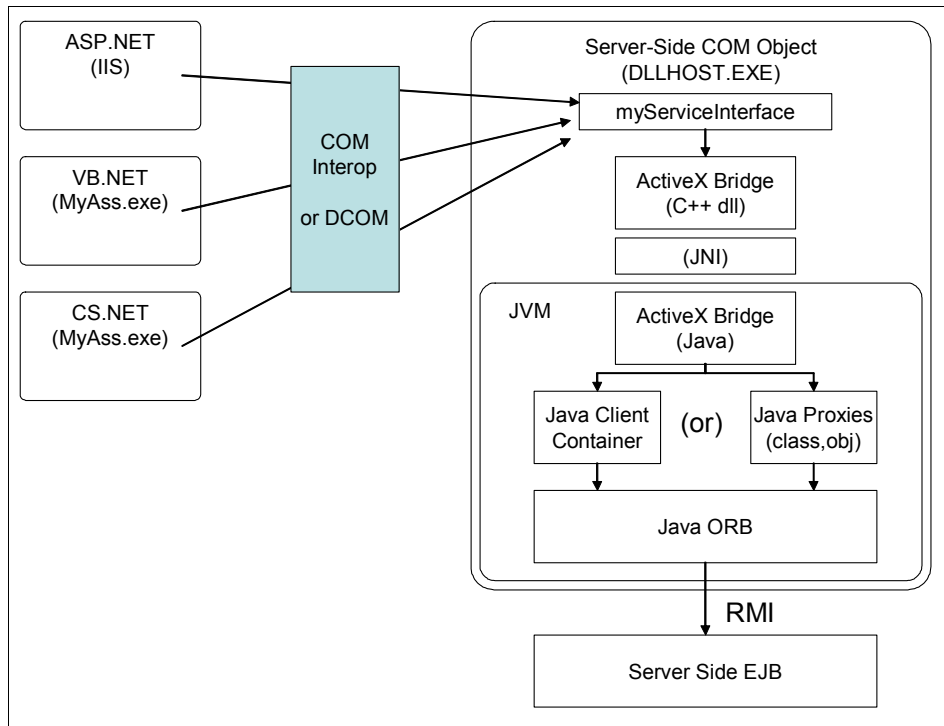 ASP.NET
(IIS)
VB.NET
(MyAss.exe)
CS.NET
(MyAss.exe)
COM
Interop
or DCOM
Server-Side COM Object
(DLLHOST.EXE)
myServiceInterface
ActiveX Bridge
(C++ dll)
(JNI)
JVM
ActiveX Bridge
(Java)
Java Client
Container
(or)
Java Proxies
(class,obj)
Java ORB
RMI
Server Side EJB